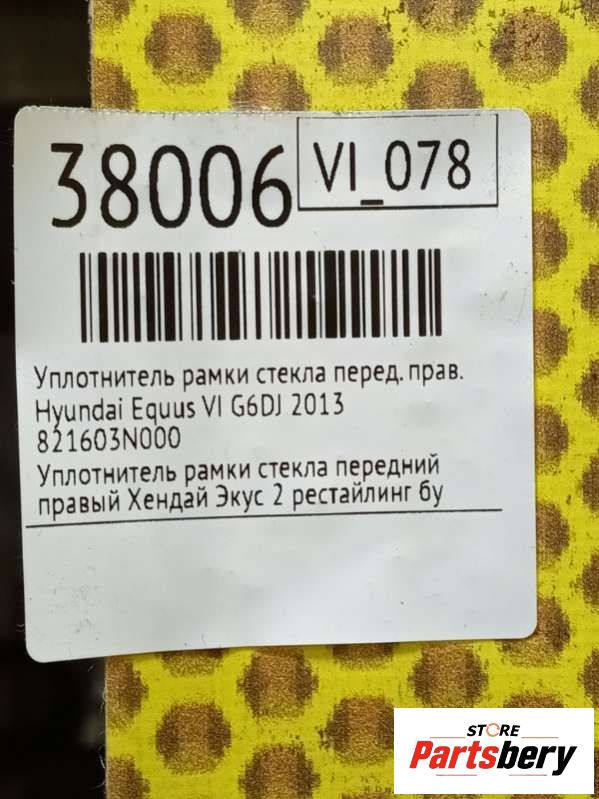 38006
VI_078
Уплотнитель рамки стекла перед. прав.
Hyundai Equus VI G6DJ 2013
821603N000
Уплотнитель рамки стекла передний
правый Хендай Экус 2 рестайлинг бу
STORE
Partsbery